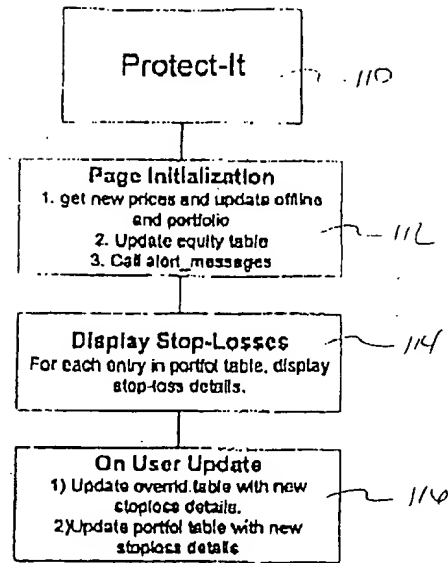 Protect-It
110
Page Initialization
1. get new prices and update offline
and portfolio
2. Update equity table
3. Call alert_messages
112
Display Stop-Losses
For each entry in portfol table, display
stop-loss details.
114
On User Update
1) Update overrid.table with new
stoploss details.
2)Update portfol table with new
stoploss details
116